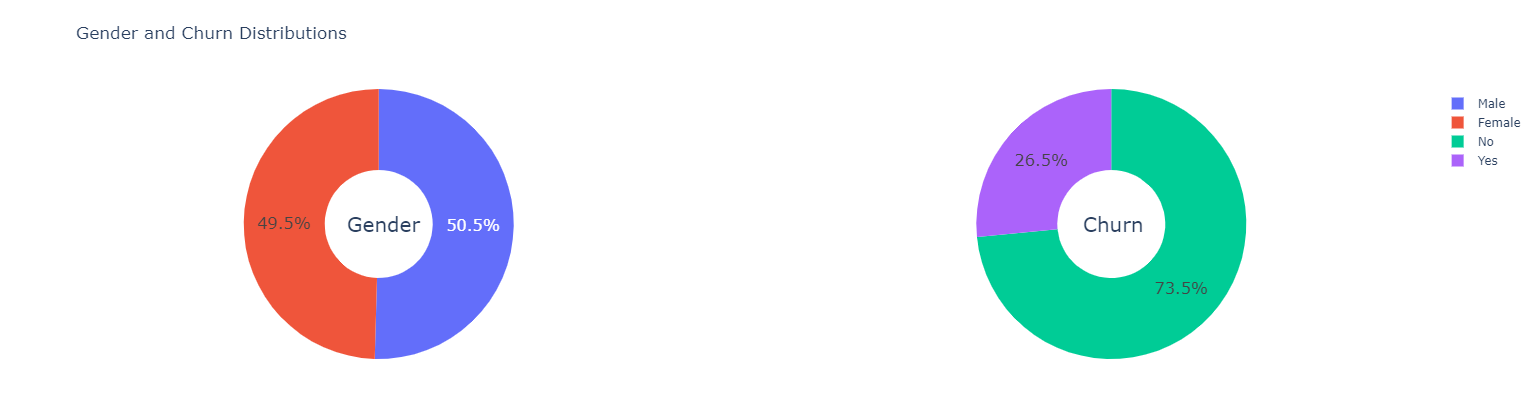 Gender and Churn Distributions
49.5%
Gender
50.5%
26.5%
Churn
73.5%
Male
Female
No
Yes